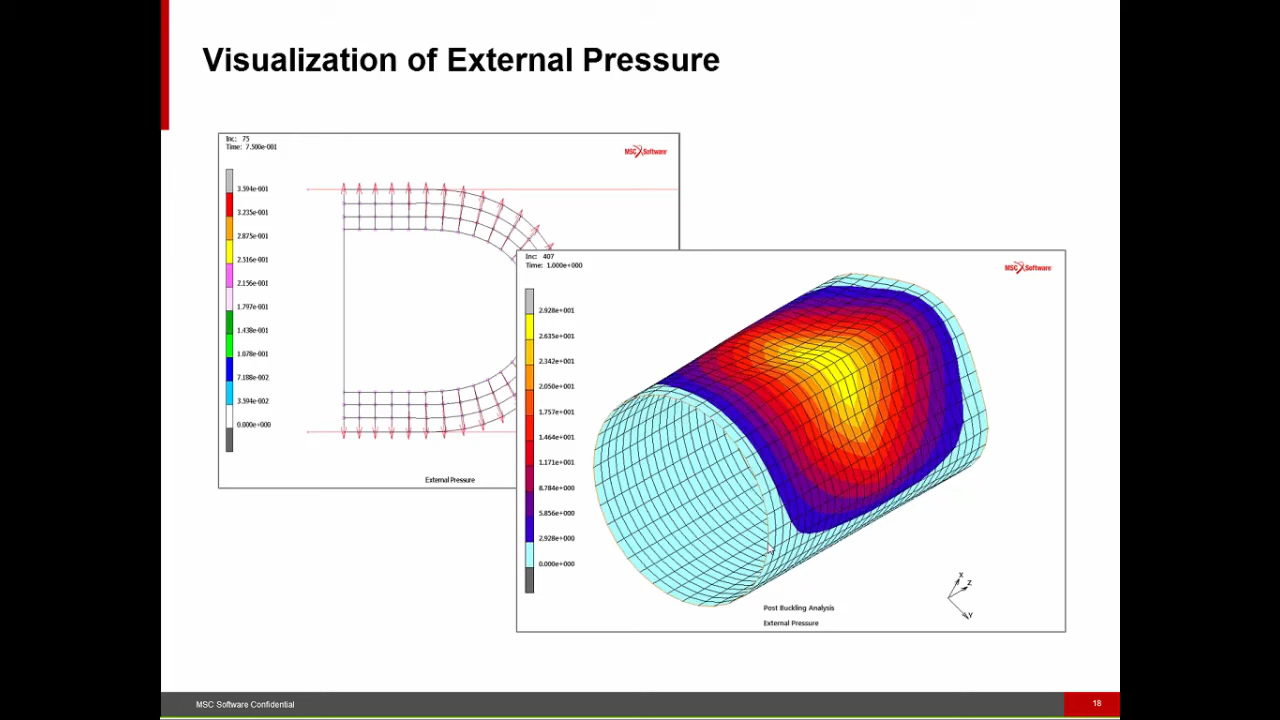 Visualization of External Pressure
Inc: 75
Time: 7.500e-001
MSC Software
3.594e-001
3.235e-001
2.875e-001
2.516e-001
2.156e-001
1.797e-001
1.438e-001
1.078e-001
7.188e-002
3.594e-002
0.000e+000
External Pressure
Inc: 407
Time: 1.000e+000
MSC Software
2.928e+001
2.635e+001
2.342e+001
2.050e+001
1.757e+001
1.464e+001
1.171e+001
8.784e+000
5.856e+000
2.928e+000
0.000e+000
X
Z
Y
Post Buckling Analysis
External Pressure
MSC Software Confidential
18